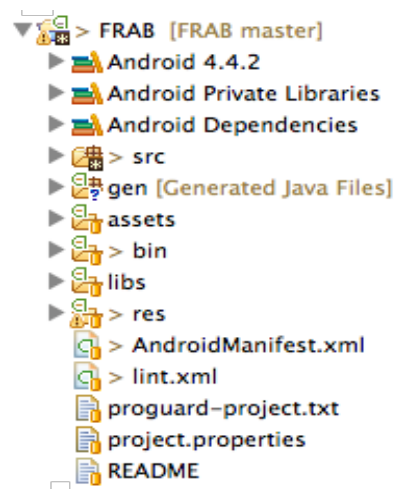 > FRAB [FRAB master]
Android 4.4.2
Android Private Libraries
Android Dependencies
> src
gen [Generated Java Files]
assets
> bin
libs
> res
> AndroidManifest.xml
> lint.xml
proguard-project.txt
project.properties
README